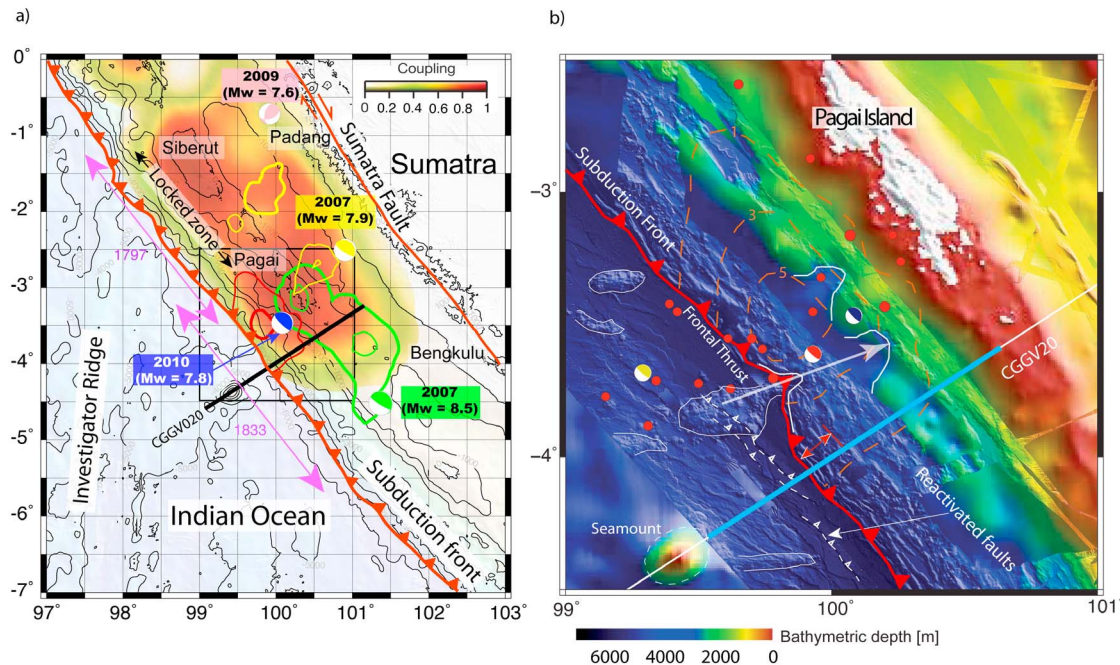 a)
0°
-1°
-2°
-3°
-4°
-5°
-6°
-7°
97°
98°
99°
100°
101°
102°
103°
2009
(Mw = 7.6)
Coupling
0
0.2
0.4
0.6
0.8
1
Padang
Siberut
Sumatra Fault
Sumatra
Locked zone
2007
(Mw = 7.9)
Pagai
1797
Investigator Ridge
2010
(Mw = 7.8)
Bengkulu
2007
(Mw = 8.5)
CGGV020
1833
Indian Ocean
Subduction front
b)
-3°
-4°
99°
100°
101°
Pagai Island
Subduction Front
1
3
5
Frontal Thrust
CGGV20
Reactivated faults
Seamount
6000
4000
2000
0
Bathymetric depth [m]